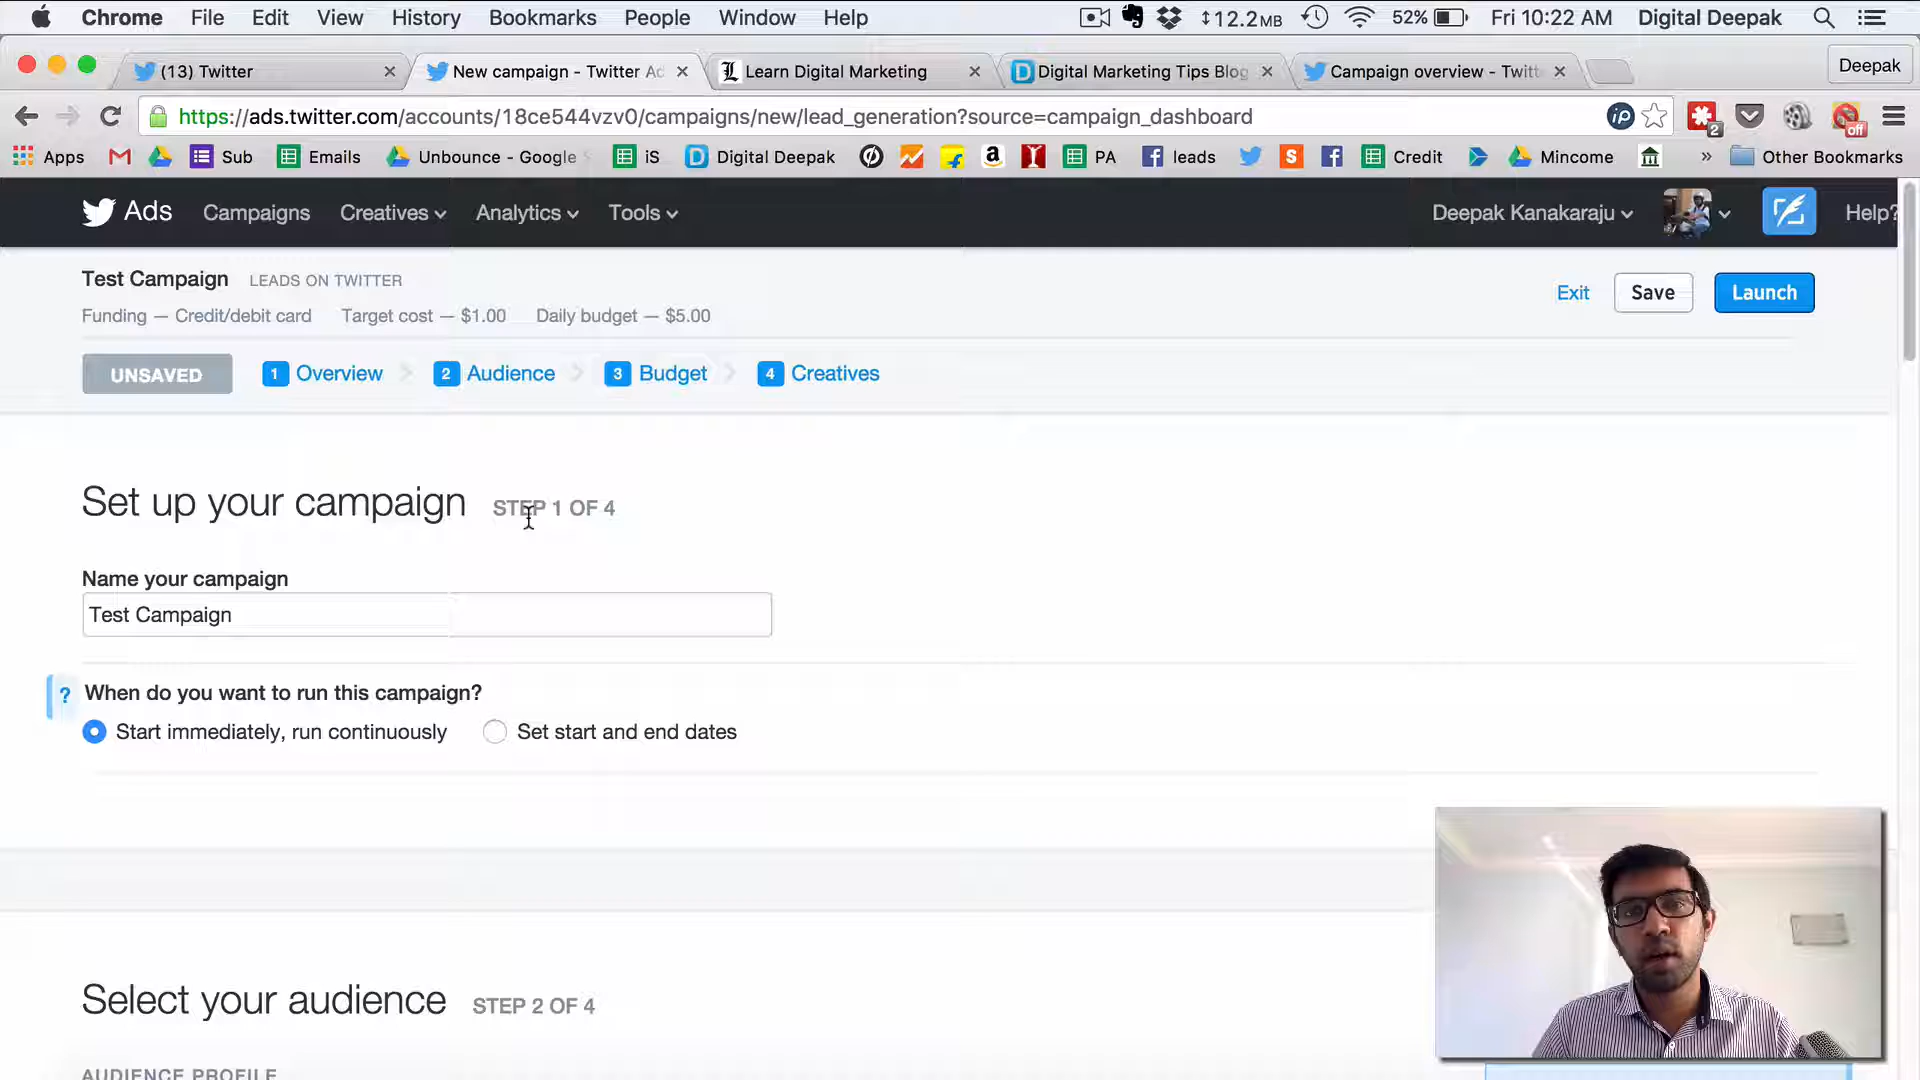 Chrome File Edit View History Bookmarks People Window Help 12.2MB 52% Fri 10:22 AM Digital Deepak
(13) Twitter New campaign - Twitter Ad Learn Digital Marketing Digital Marketing Tips Blog Campaign overview - Twitt Deepak
https://ads.twitter.com/accounts/18ce544vzv0/campaigns/new/lead_generation?source=campaign_dashboard
Apps Sub Emails Unbounce - Google iS Digital Deepak PA leads Credit Mincome » Other Bookmarks
Ads Campaigns Creatives Analytics Tools Deepak Kanakaraju Help?
Test Campaign LEADS ON TWITTER
Exit Save Launch
Funding — Credit/debit card Target cost — $1.00 Daily budget — $5.00
UNSAVED 1 Overview 2 Audience 3 Budget 4 Creatives
Set up your campaign STEP 1 OF 4
Name your campaign
Test Campaign
? When do you want to run this campaign?
Start immediately, run continuously Set start and end dates
Select your audience STEP 2 OF 4
AUDIENCE PROFILE